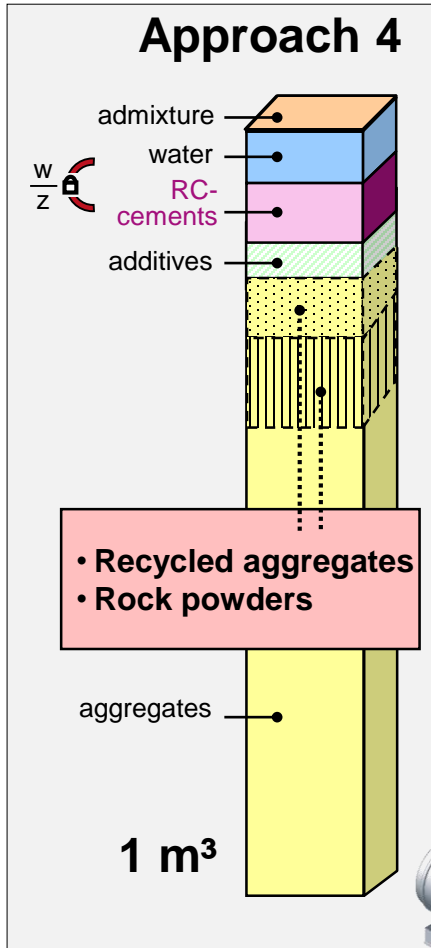 Approach 4
admixture
water
w
z
RC-
cements
additives
• Recycled aggregates
• Rock powders
aggregates
1 m³